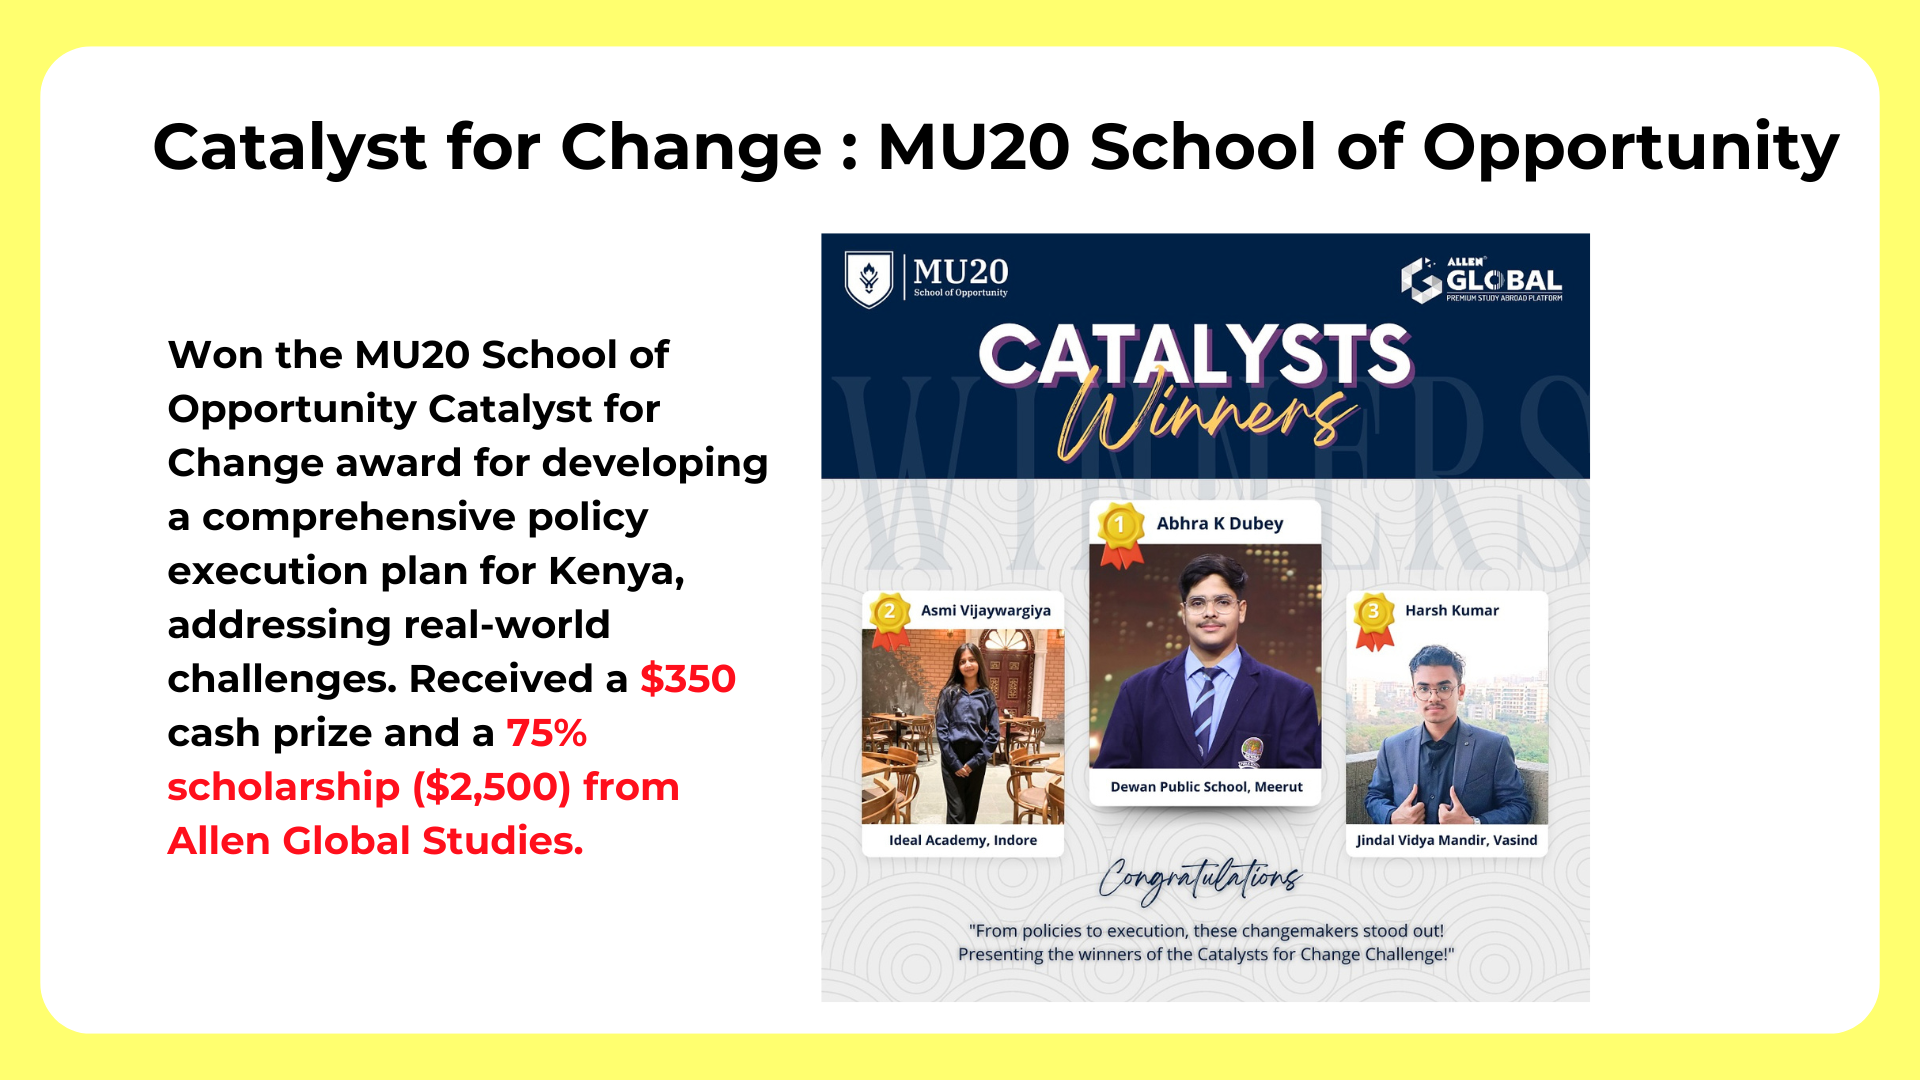 Catalyst for Change : MU20 School of Opportunity
Won the MU20 School of
Opportunity Catalyst for
Change award for developing
a comprehensive policy
execution plan for Kenya,
addressing real-world
challenges. Received a $350
cash prize and a 75%
scholarship ($2,500) from
Allen Global Studies.
MU20
School of Opportunity
ALLEN
GLOBAL
PREMIUM STUDY ABROAD PLATFORM
WINNERS
CATALYSTS
Winners
1
Abhra K Dubey
Dewan Public School, Meerut
2
Asmi Vijaywargiya
Ideal Academy, Indore
3
Harsh Kumar
Jindal Vidya Mandir, Vasind
Congratulations
"From policies to execution, these changemakers stood out!
Presenting the winners of the Catalysts for Change Challenge!"